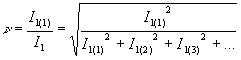 𝛾 = I₁₍₁₎ / I₁ = √( I₁₍₁₎² / ( I₁₍₁₎² + I₁₍₂₎² + I₁₍₃₎² + ... ) )